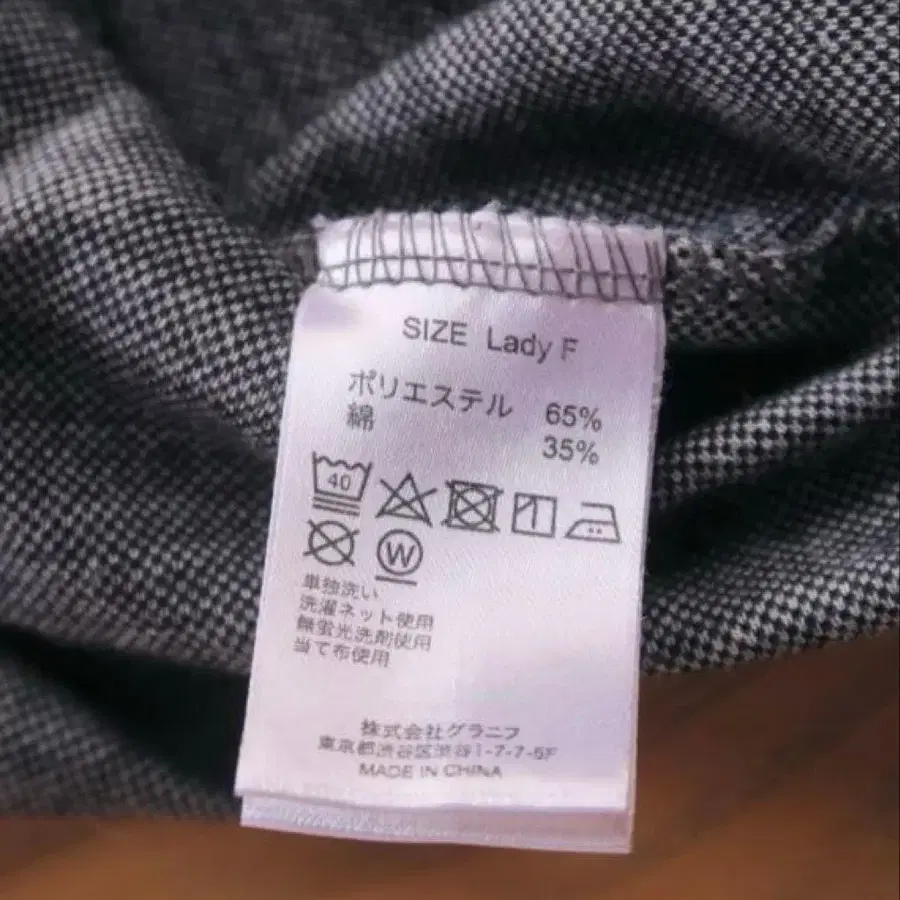 SIZE Lady F
ポリエステル 65%
綿 35%
40
W
単独洗い
洗濯ネット使用
無蛍光洗剤使用
当て布使用
株式会社グラニフ
東京都渋谷区渋谷1-7-7-5F
MADE IN CHINA